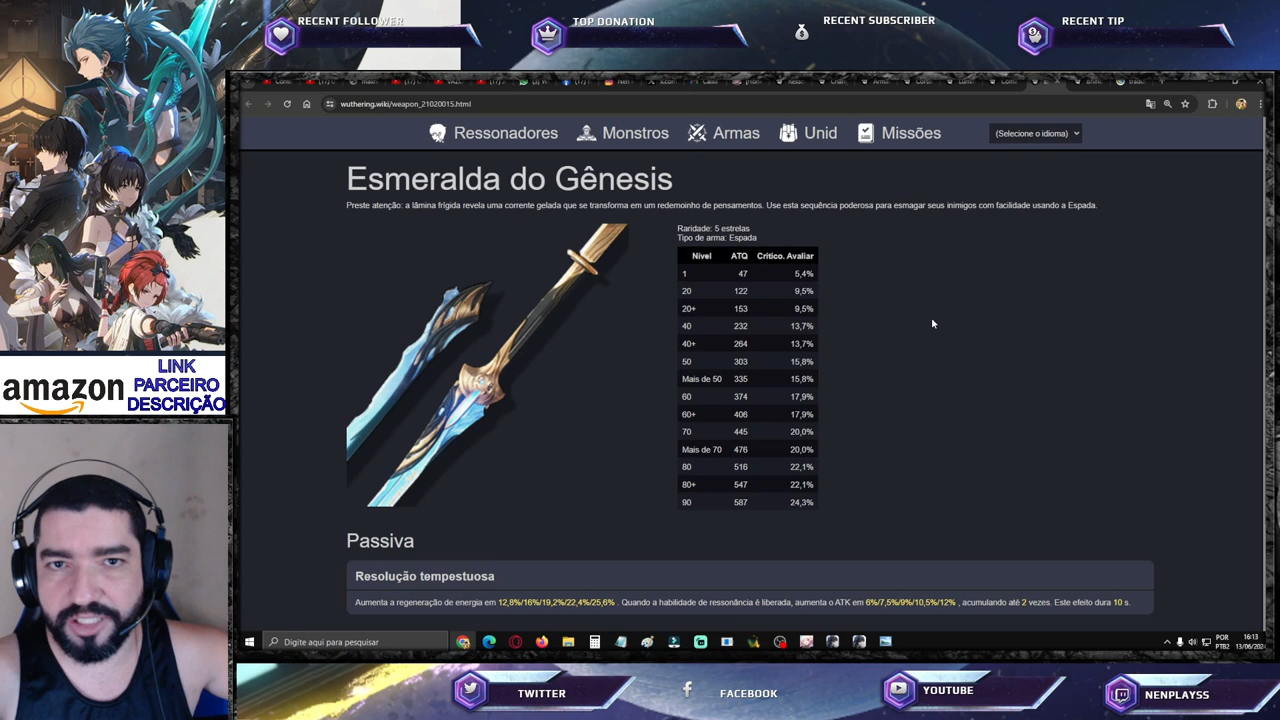 RECENT FOLLOWER
TOP DONATION
RECENT SUBSCRIBER
RECENT TIP
wuthering.wiki/weapon_21020015.html
Ressonadores
Monstros
Armas
Unid
Missões
(Selecione o idioma)
Esmeralda do Gênesis
Preste atenção: a lâmina frígida revela uma corrente gelada que se transforma em um redemoinho de pensamentos. Use esta sequência poderosa para esmagar seus inimigos com facilidade usando a Espada.
Raridade: 5 estrelas
Tipo de arma: Espada
Nível ATQ Crítico. Avaliar
1 47 5,4%
20 122 9,5%
20+ 153 9,5%
40 232 13,7%
40+ 264 13,7%
50 303 15,8%
Mais de 50 335 15,8%
60 374 17,9%
60+ 406 17,9%
70 445 20,0%
Mais de 70 476 20,0%
80 516 22,1%
80+ 547 22,1%
90 587 24,3%
Passiva
Resolução tempestuosa
Aumenta a regeneração de energia em 12,8%/16%/19,2%/22,4%/25,6% . Quando a habilidade de ressonância é liberada, aumenta o ATK em 6%/7,5%/9%/10,5%/12% , acumulando até 2 vezes. Este efeito dura 10 s.
amazon
LINK
PARCEIRO
DESCRIÇÃO
Digite aqui para pesquisar
POR
PTB2
16:13
TWITTER
FACEBOOK
YOUTUBE
NENPLAYSS